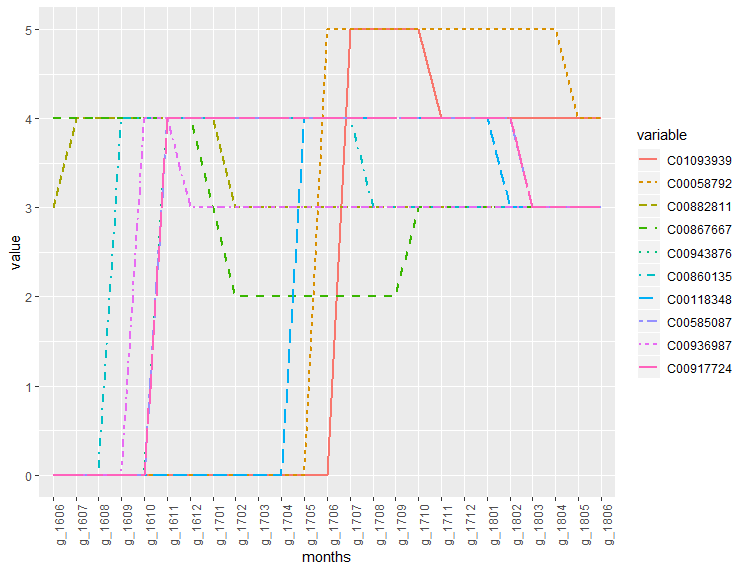 5
4
3
2
1
0
value
g_1606
g_1607
g_1608
g_1609
g_1610
g_1611
g_1612
g_1701
g_1702
g_1703
g_1704
g_1705
g_1706
g_1707
g_1708
g_1709
g_1710
g_1711
g_1712
g_1801
g_1802
g_1803
g_1804
g_1805
g_1806
months
variable
C01093939
C00058792
C00882811
C00867667
C00943876
C00860135
C00118348
C00585087
C00936987
C00917724